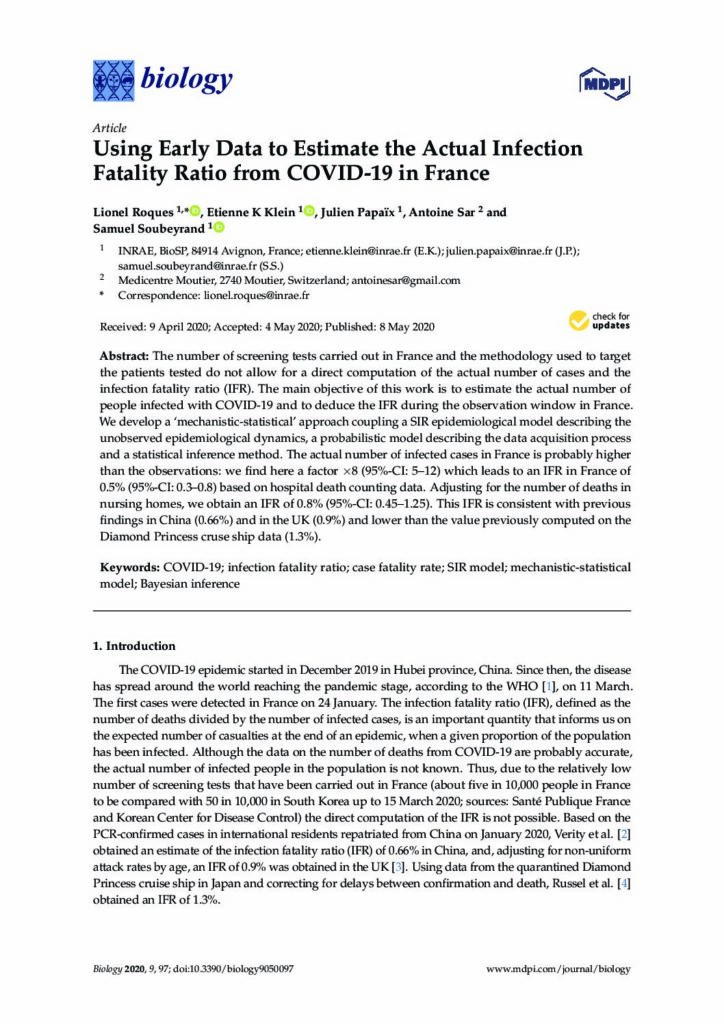 biology
MDPI
Article
Using Early Data to Estimate the Actual Infection
Fatality Ratio from COVID-19 in France
Lionel Roques 1,*, Etienne K Klein 1, Julien Papaïx 1, Antoine Sar 2 and
Samuel Soubeyrand 1
1 INRAE, BioSP, 84914 Avignon, France; etienne.klein@inrae.fr (E.K.); julien.papaix@inrae.fr (J.P.);
samuel.soubeyrand@inrae.fr (S.S.)
2 Medicentre Moutier, 2740 Moutier, Switzerland; antoinesar@gmail.com
* Correspondence: lionel.roques@inrae.fr
check for
updates
Received: 9 April 2020; Accepted: 4 May 2020; Published: 8 May 2020
Abstract: The number of screening tests carried out in France and the methodology used to target
the patients tested do not allow for a direct computation of the actual number of cases and the
infection fatality ratio (IFR). The main objective of this work is to estimate the actual number of
people infected with COVID-19 and to deduce the IFR during the observation window in France.
We develop a ‘mechanistic-statistical’ approach coupling a SIR epidemiological model describing the
unobserved epidemiological dynamics, a probabilistic model describing the data acquisition process
and a statistical inference method. The actual number of infected cases in France is probably higher
than the observations: we find here a factor ×8 (95%-CI: 5–12) which leads to an IFR in France of
0.5% (95%-CI: 0.3–0.8) based on hospital death counting data. Adjusting for the number of deaths in
nursing homes, we obtain an IFR of 0.8% (95%-CI: 0.45–1.25). This IFR is consistent with previous
findings in China (0.66%) and in the UK (0.9%) and lower than the value previously computed on the
Diamond Princess cruse ship data (1.3%).
Keywords: COVID-19; infection fatality ratio; case fatality rate; SIR model; mechanistic-statistical
model; Bayesian inference
1. Introduction
The COVID-19 epidemic started in December 2019 in Hubei province, China. Since then, the disease
has spread around the world reaching the pandemic stage, according to the WHO [1], on 11 March.
The first cases were detected in France on 24 January. The infection fatality ratio (IFR), defined as the
number of deaths divided by the number of infected cases, is an important quantity that informs us on
the expected number of casualties at the end of an epidemic, when a given proportion of the population
has been infected. Although the data on the number of deaths from COVID-19 are probably accurate,
the actual number of infected people in the population is not known. Thus, due to the relatively low
number of screening tests that have been carried out in France (about five in 10,000 people in France
to be compared with 50 in 10,000 in South Korea up to 15 March 2020; sources: Santé Publique France
and Korean Center for Disease Control) the direct computation of the IFR is not possible. Based on the
PCR-confirmed cases in international residents repatriated from China on January 2020, Verity et al. [2]
obtained an estimate of the infection fatality ratio (IFR) of 0.66% in China, and, adjusting for non-uniform
attack rates by age, an IFR of 0.9% was obtained in the UK [3]. Using data from the quarantined Diamond
Princess cruise ship in Japan and correcting for delays between confirmation and death, Russel et al. [4]
obtained an IFR of 1.3%.
Biology 2020, 9, 97; doi:10.3390/biology9050097
www.mdpi.com/journal/biology